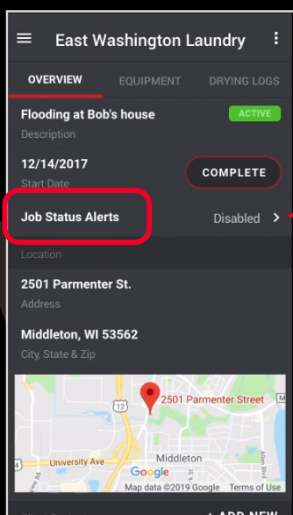 East Washington Laundry
OVERVIEW EQUIPMENT DRYING LOGS
Flooding at Bob's house ACTIVE
Description
12/14/2017
Start Date
COMPLETE
Job Status Alerts Disabled >
Location
2501 Parmenter St.
Address
Middleton, WI 53562
City, State & Zip
12
2501 Parmenter Street
M
University Ave
Middleton
Google
Map data ©2019 Google Terms of Use
+ ADD NEW